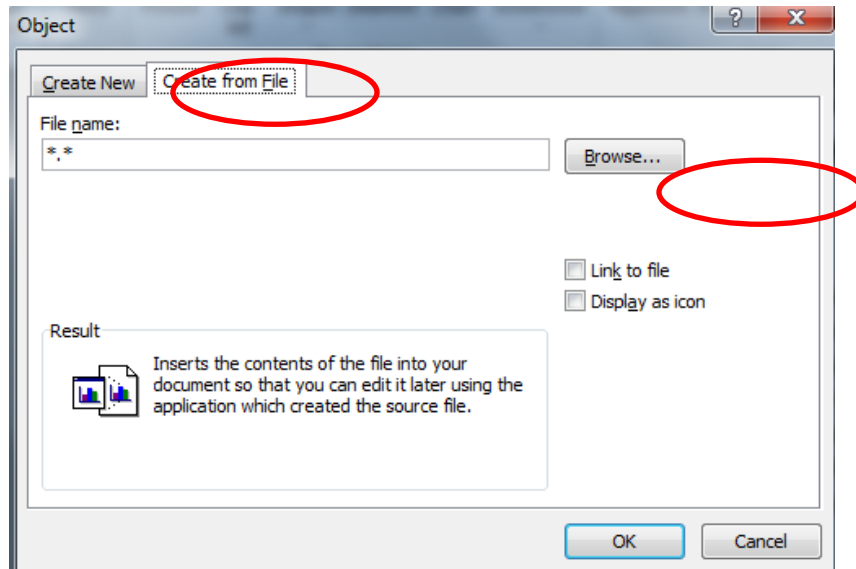 Object
?
X
Create New
Create from File
File name:
*.*
Browse...
Link to file
Display as icon
Result
Inserts the contents of the file into your
document so that you can edit it later using the
application which created the source file.
OK
Cancel